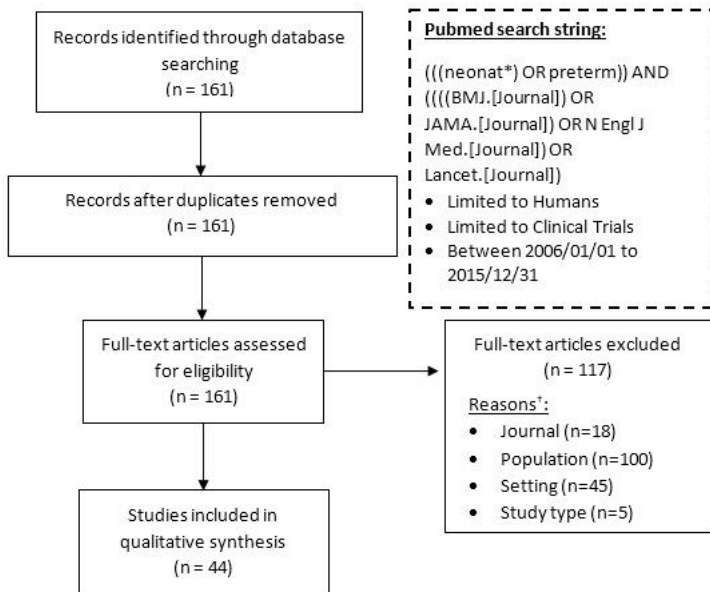 Records identified through database
searching
(n = 161)
Pubmed search string:
(((neonat*) OR preterm)) AND
((((BMJ.[Journal]) OR
JAMA.[Journal]) OR N Engl J
Med.[Journal]) OR
Lancet.[Journal])
• Limited to Humans
• Limited to Clinical Trials
• Between 2006/01/01 to
2015/12/31
Records after duplicates removed
(n = 161)
Full-text articles assessed
for eligibility
(n = 161)
Full-text articles excluded
(n = 117)
Reasons†:
• Journal (n=18)
• Population (n=100)
• Setting (n=45)
• Study type (n=5)
Studies included in
qualitative synthesis
(n = 44)